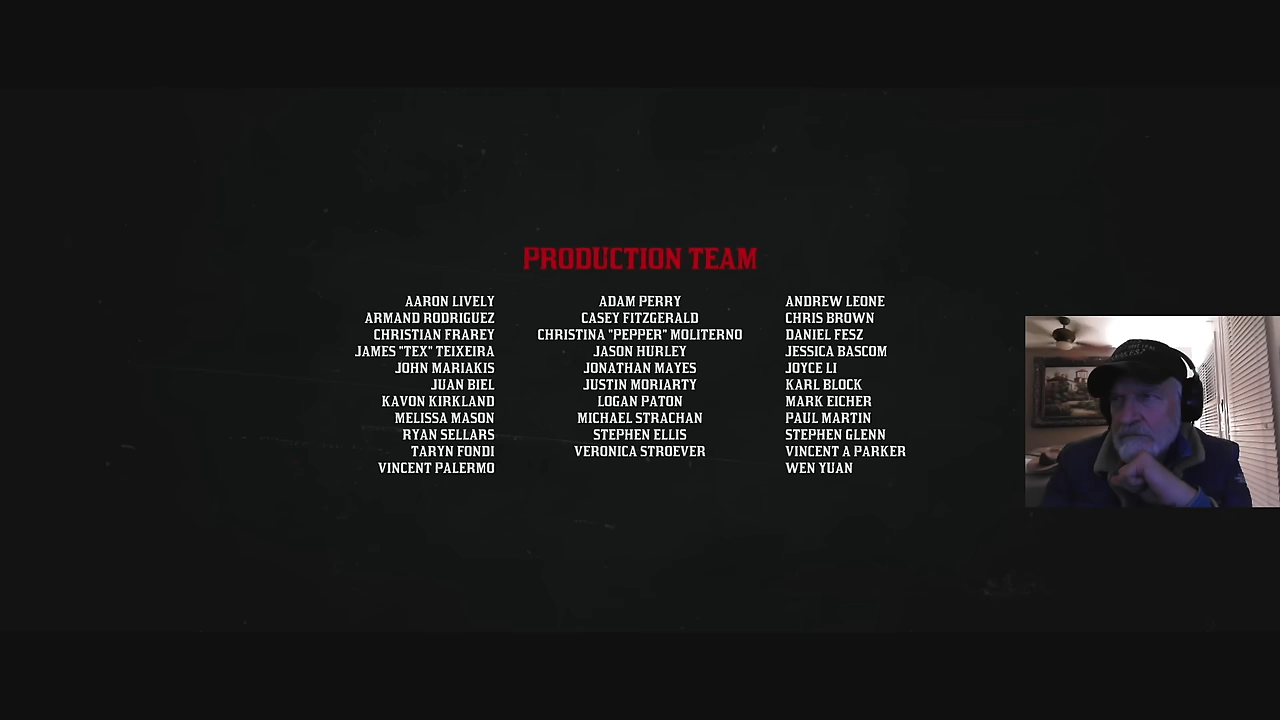 PRODUCTION TEAM
AARON LIVELY
ARMAND RODRIGUEZ
CHRISTIAN FRAREY
JAMES "TEX" TEIXEIRA
JOHN MARIAKIS
JUAN BIEL
KAVON KIRKLAND
MELISSA MASON
RYAN SELLARS
TARYN FONDI
VINCENT PALERMO
ADAM PERRY
CASEY FITZGERALD
CHRISTINA "PEPPER" MOLITERNO
JASON HURLEY
JONATHAN MAYES
JUSTIN MORIARTY
LOGAN PATON
MICHAEL STRACHAN
STEPHEN ELLIS
VERONICA STROEVER
ANDREW LEONE
CHRIS BROWN
DANIEL FESZ
JESSICA BASCOM
JOYCE LI
KARL BLOCK
MARK EICHER
PAUL MARTIN
STEPHEN GLENN
VINCENT A PARKER
WEN YUAN